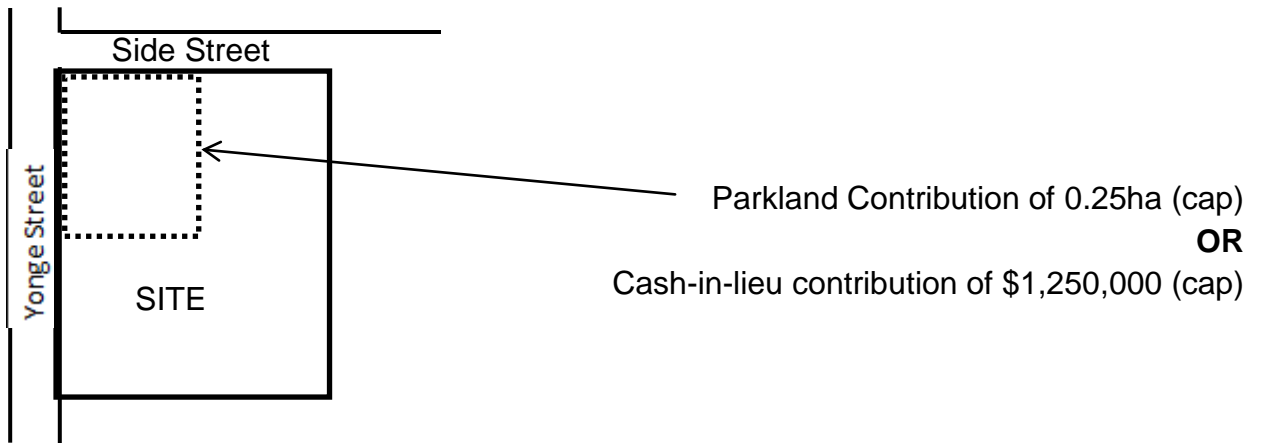 Side Street
Yonge Street
SITE
Parkland Contribution of 0.25ha (cap)
OR
Cash-in-lieu contribution of $1,250,000 (cap)